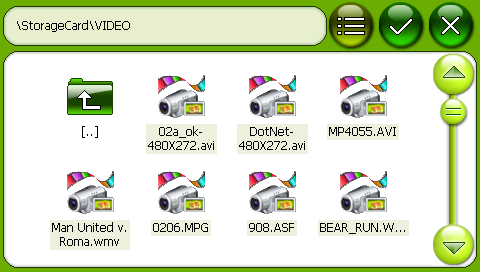 \StorageCard\VIDEO
[..]
02a_ok-
480X272.avi
DotNet-
480X272.avi
MP4055.AVI
Man United v.
Roma.wmv
0206.MPG
908.ASF
BEAR_RUN.W...